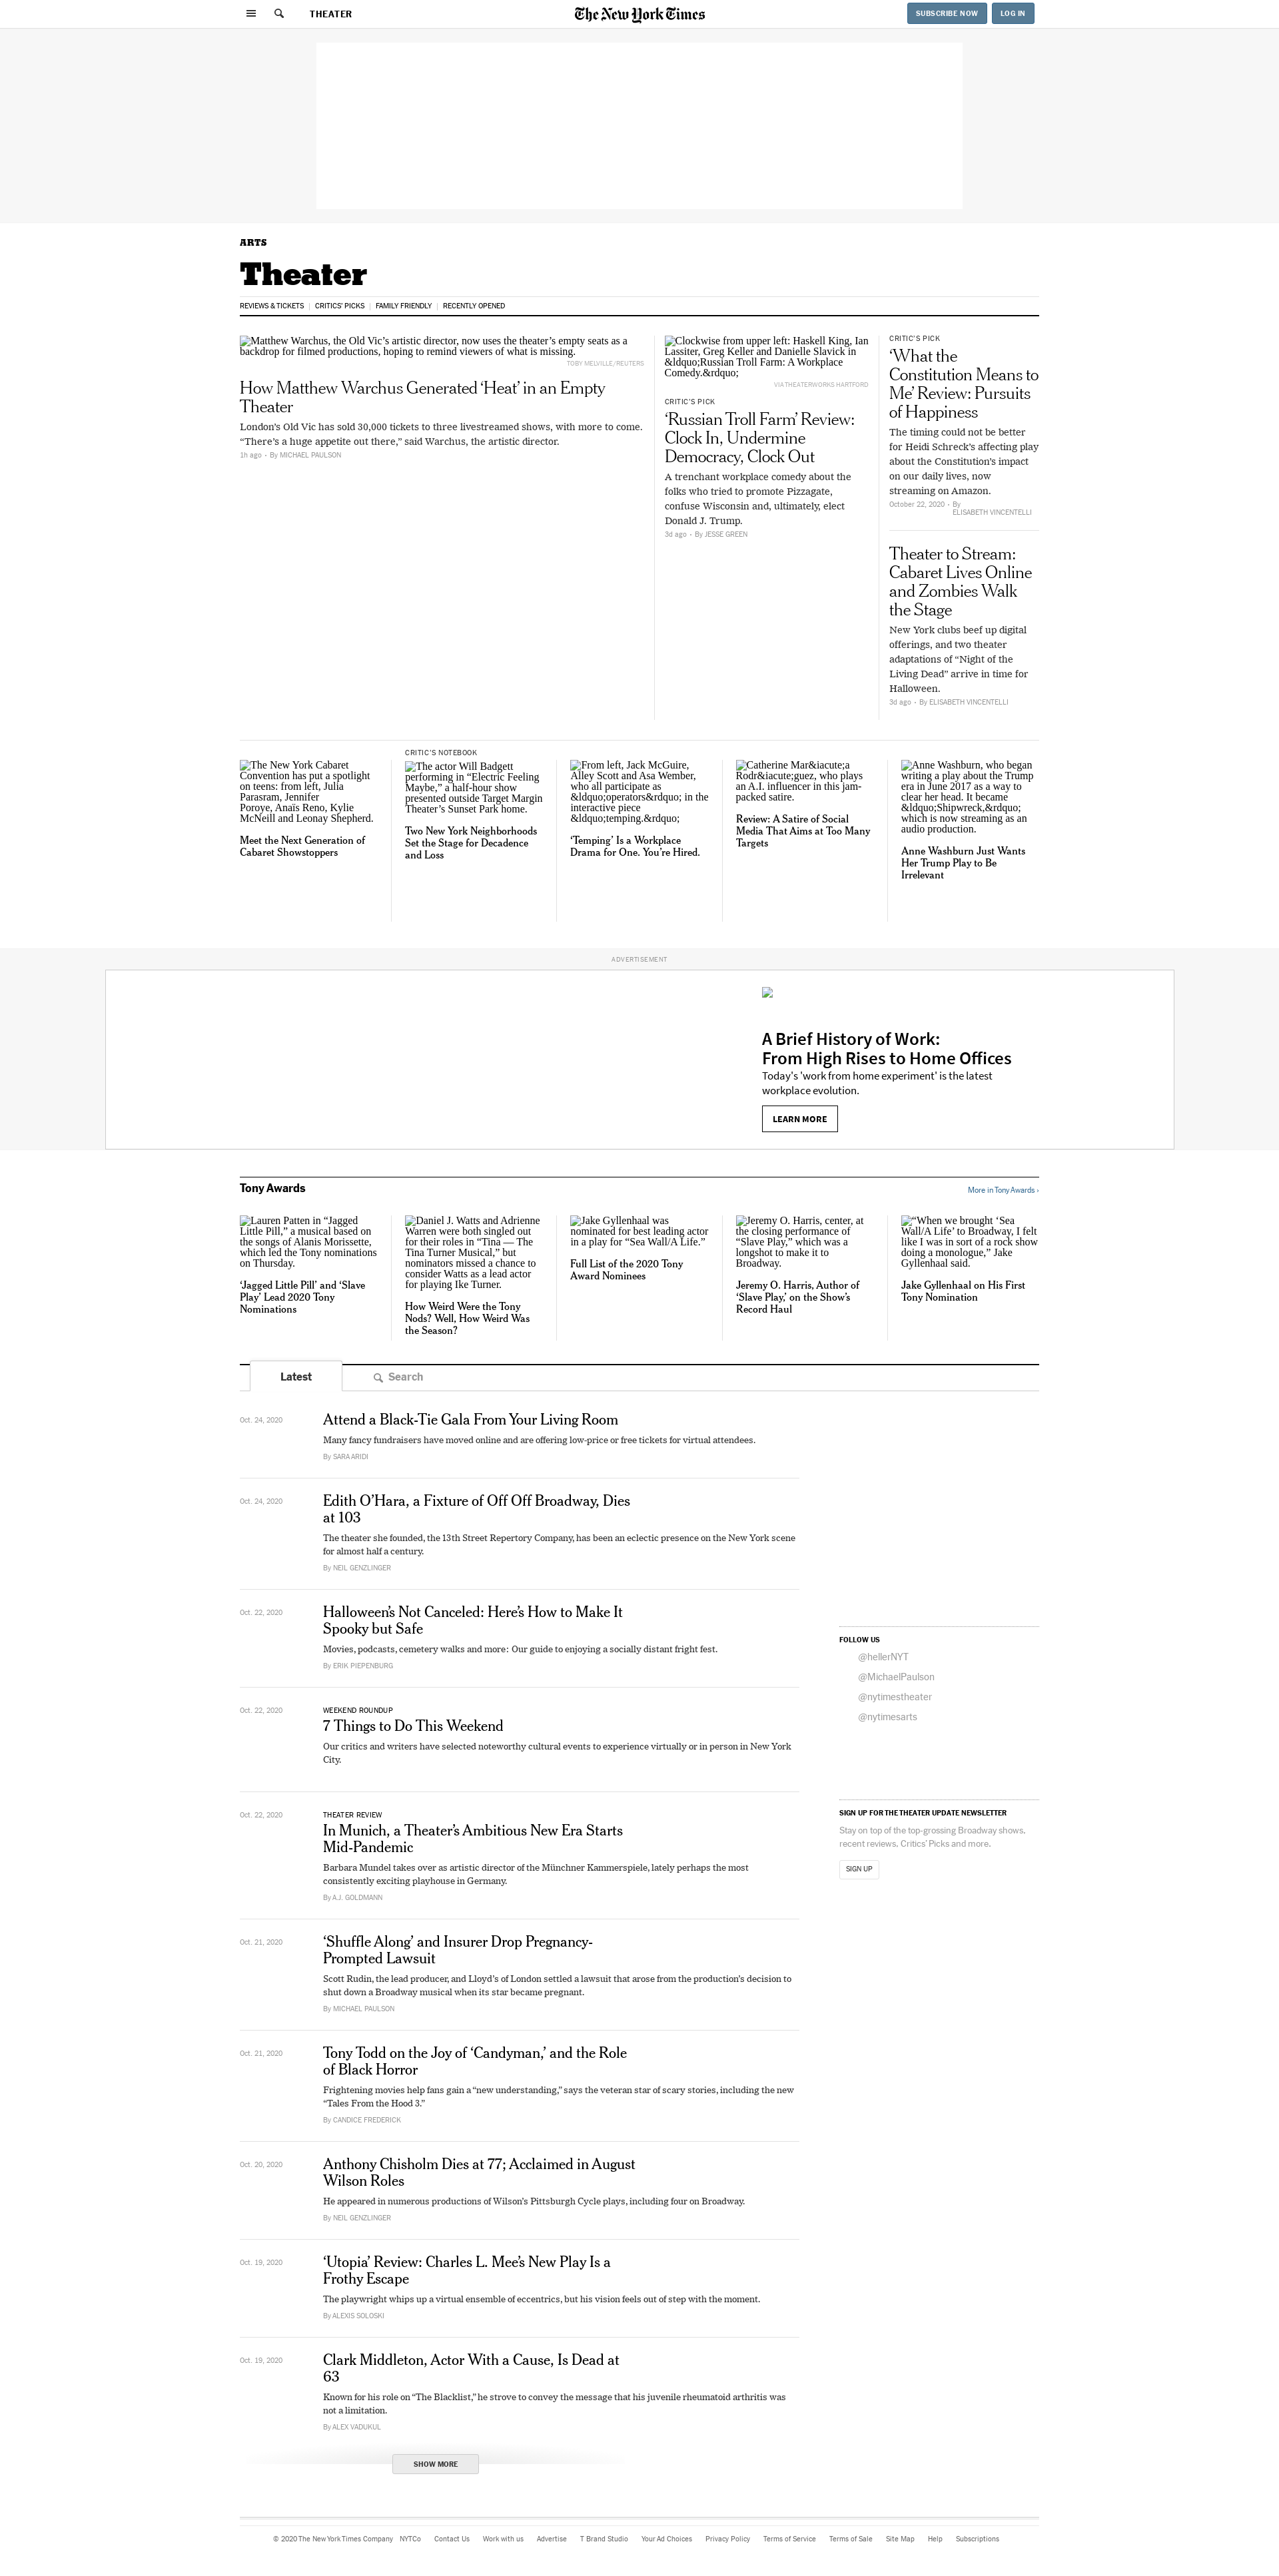 THEATER
The New York Times
SUBSCRIBE NOW
LOG IN
ARTS
Theater
REVIEWS & TICKETS | CRITICS' PICKS | FAMILY FRIENDLY | RECENTLY OPENED
Matthew Warchus, the Old Vic’s artistic director, now uses the theater’s empty seats as a
backdrop for filmed productions, hoping to remind viewers of what is missing.
TOBY MELVILLE/REUTERS
How Matthew Warchus Generated ‘Heat’ in an Empty
Theater
London’s Old Vic has sold 30,000 tickets to three livestreamed shows, with more to come.
“There’s a huge appetite out there,” said Warchus, the artistic director.
1h ago - By MICHAEL PAULSON
Clockwise from upper left: Haskell King, Ian
Lassiter, Greg Keller and Danielle Slavick in
&ldquo;Russian Troll Farm: A Workplace
Comedy.&rdquo;
VIA THEATERWORKS HARTFORD
CRITIC’S PICK
‘Russian Troll Farm’ Review:
Clock In, Undermine
Democracy, Clock Out
A trenchant workplace comedy about the
folks who tried to promote Pizzagate,
confuse Wisconsin and, ultimately, elect
Donald J. Trump.
3d ago - By JESSE GREEN
CRITIC’S PICK
‘What the
Constitution Means to
Me’ Review: Pursuits
of Happiness
The timing could not be better
for Heidi Schreck’s affecting play
about the Constitution’s impact
on our daily lives, now
streaming on Amazon.
October 22, 2020 - By
ELISABETH VINCENTELLI
Theater to Stream:
Cabaret Lives Online
and Zombies Walk
the Stage
New York clubs beef up digital
offerings, and two theater
adaptations of “Night of the
Living Dead” arrive in time for
Halloween.
3d ago - By ELISABETH VINCENTELLI
The New York Cabaret
Convention has put a spotlight
on teens: from left, Julia
Parasram, Jennifer
Poroye, Anaïs Reno, Kylie
McNeill and Leonay Shepherd.
Meet the Next Generation of
Cabaret Showstoppers
CRITIC’S NOTEBOOK
The actor Will Badgett
performing in “Electric Feeling
Maybe,” a half-hour show
presented outside Target Margin
Theater’s Sunset Park home.
Two New York Neighborhoods
Set the Stage for Decadence
and Loss
From left, Jack McGuire,
Alley Scott and Asa Wember,
who all participate as
&ldquo;operators&rdquo; in the
interactive piece
&ldquo;temping.&rdquo;
‘Temping’ Is a Workplace
Drama for One. You’re Hired.
Catherine Mar&iacute;a
Rodr&iacute;guez, who plays
an A.I. influencer in this jam-
packed satire.
Review: A Satire of Social
Media That Aims at Too Many
Targets
Anne Washburn, who began
writing a play about the Trump
era in June 2017 as a way to
clear her head. It became
&ldquo;Shipwreck,&rdquo;
which is now streaming as an
audio production.
Anne Washburn Just Wants
Her Trump Play to Be
Irrelevant
ADVERTISEMENT
A Brief History of Work:
From High Rises to Home Offices
Today's 'work from home experiment' is the latest
workplace evolution.
LEARN MORE
Tony Awards
More in Tony Awards ›
Lauren Patten in “Jagged
Little Pill,” a musical based on
the songs of Alanis Morissette,
which led the Tony nominations
on Thursday.
‘Jagged Little Pill’ and ‘Slave
Play’ Lead 2020 Tony
Nominations
Daniel J. Watts and Adrienne
Warren were both singled out
for their roles in “Tina — The
Tina Turner Musical,” but
nominators missed a chance to
consider Watts as a lead actor
for playing Ike Turner.
How Weird Were the Tony
Nods? Well, How Weird Was
the Season?
Jake Gyllenhaal was
nominated for best leading actor
in a play for “Sea Wall/A Life.”
Full List of the 2020 Tony
Award Nominees
Jeremy O. Harris, center, at
the closing performance of
“Slave Play,” which was a
longshot to make it to
Broadway.
Jeremy O. Harris, Author of
‘Slave Play,’ on the Show’s
Record Haul
“When we brought ‘Sea
Wall/A Life’ to Broadway, I felt
like I was in sort of a rock show
doing a monologue,” Jake
Gyllenhaal said.
Jake Gyllenhaal on His First
Tony Nomination
Latest
Search
Oct. 24, 2020
Attend a Black-Tie Gala From Your Living Room
Many fancy fundraisers have moved online and are offering low-price or free tickets for virtual attendees.
By SARA ARIDI
Oct. 24, 2020
Edith O’Hara, a Fixture of Off Off Broadway, Dies
at 103
The theater she founded, the 13th Street Repertory Company, has been an eclectic presence on the New York scene
for almost half a century.
By NEIL GENZLINGER
Oct. 22, 2020
Halloween’s Not Canceled: Here’s How to Make It
Spooky but Safe
Movies, podcasts, cemetery walks and more: Our guide to enjoying a socially distant fright fest.
By ERIK PIEPENBURG
Oct. 22, 2020
WEEKEND ROUNDUP
7 Things to Do This Weekend
Our critics and writers have selected noteworthy cultural events to experience virtually or in person in New York
City.
Oct. 22, 2020
THEATER REVIEW
In Munich, a Theater’s Ambitious New Era Starts
Mid-Pandemic
Barbara Mundel takes over as artistic director of the Münchner Kammerspiele, lately perhaps the most
consistently exciting playhouse in Germany.
By A.J. GOLDMANN
Oct. 21, 2020
‘Shuffle Along’ and Insurer Drop Pregnancy-
Prompted Lawsuit
Scott Rudin, the lead producer, and Lloyd’s of London settled a lawsuit that arose from the production’s decision to
shut down a Broadway musical when its star became pregnant.
By MICHAEL PAULSON
Oct. 21, 2020
Tony Todd on the Joy of ‘Candyman,’ and the Role
of Black Horror
Frightening movies help fans gain a “new understanding,” says the veteran star of scary stories, including the new
“Tales From the Hood 3.”
By CANDICE FREDERICK
Oct. 20, 2020
Anthony Chisholm Dies at 77; Acclaimed in August
Wilson Roles
He appeared in numerous productions of Wilson’s Pittsburgh Cycle plays, including four on Broadway.
By NEIL GENZLINGER
Oct. 19, 2020
‘Utopia’ Review: Charles L. Mee’s New Play Is a
Frothy Escape
The playwright whips up a virtual ensemble of eccentrics, but his vision feels out of step with the moment.
By ALEXIS SOLOSKI
Oct. 19, 2020
Clark Middleton, Actor With a Cause, Is Dead at
63
Known for his role on “The Blacklist,” he strove to convey the message that his juvenile rheumatoid arthritis was
not a limitation.
By ALEX VADUKUL
SHOW MORE
FOLLOW US
@hellerNYT
@MichaelPaulson
@nytimestheater
@nytimesarts
SIGN UP FOR THE THEATER UPDATE NEWSLETTER
Stay on top of the top-grossing Broadway shows,
recent reviews, Critics’ Picks and more.
SIGN UP
© 2020 The New York Times Company NYTCo Contact Us Work with us Advertise T Brand Studio Your Ad Choices Privacy Policy Terms of Service Terms of Sale Site Map Help Subscriptions